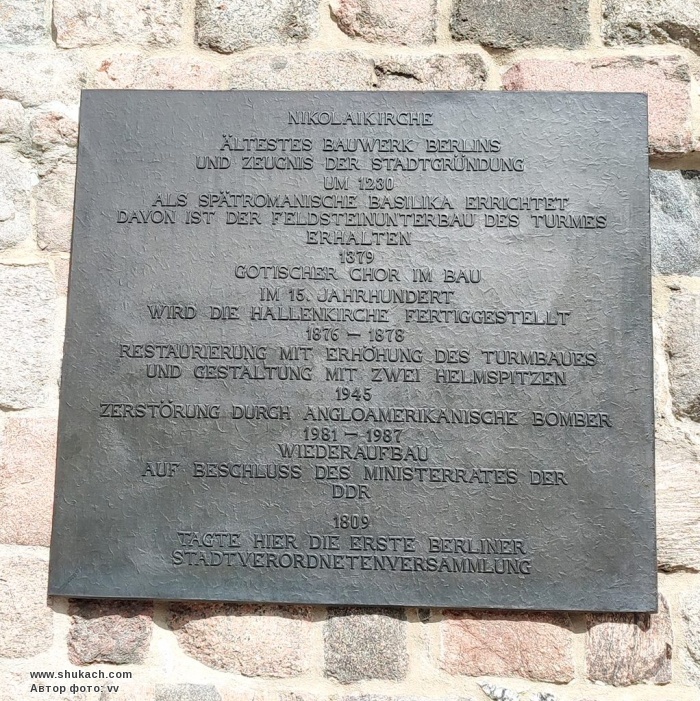 NIKOLAIKIRCHE
ÄLTESTES BAUWERK BERLINS
UND ZEUGNIS DER STADTGRÜNDUNG
UM 1230
ALS SPÄTROMANISCHE BASILIKA ERRICHTET
DAVON IST DER FELDSTEINUNTERBAU DES TURMES
ERHALTEN
1379
GOTISCHER CHOR IM BAU
IM 15. JAHRHUNDERT
WIRD DIE HALLENKIRCHE FERTIGGESTELLT
1876 – 1878
RESTAURIERUNG MIT ERHÖHUNG DES TURMBAUES
UND GESTALTUNG MIT ZWEI HELMSPITZEN
1945
ZERSTÖRUNG DURCH ANGLOAMERIKANISCHE BOMBER
1981 – 1987
WIEDERAUFBAU
AUF BESCHLUSS DES MINISTERRATES DER
DDR
1809
TAGTE HIER DIE ERSTE BERLINER
STADTVERORDNETENVERSAMMLUNG
www.shukach.com
Автор фото: vv